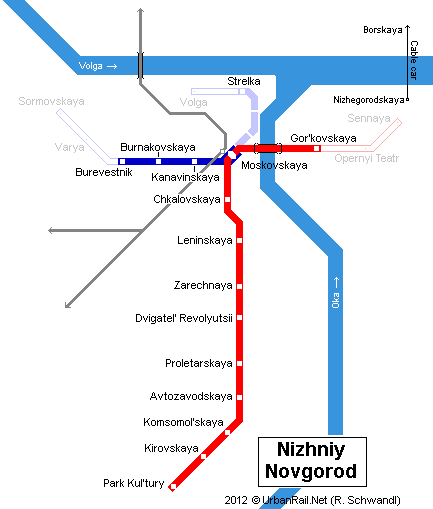 Borskaya
Volga →
Cable car
Strelka
Volga
Sormovskaya
Nizhegorodskaya
Sennaya
Gor'kovskaya
Varya
Burnakovskaya
Opernyl Teatr
Moskovskaya
Burevestnik
Kanavinskaya
Chkalovskaya
Leninskaya
Zarechnaya
Oka →
Dvigatel' Revolyutsii
Proletarskaya
Avtozavodskaya
Komsomol'skaya
Kirovskaya
Nizhniy
Novgorod
Park Kul'tury
2012 © UrbanRail.Net (R. Schwandl)